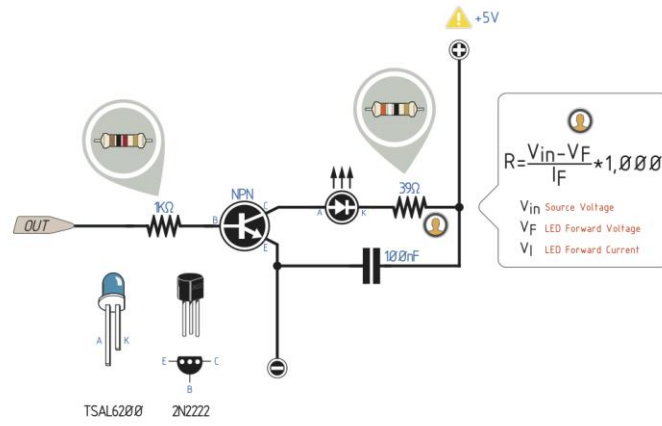 +5V
R=Vin-VF/IF*1,000
Vin Source Voltage
VF LED Forward Voltage
VI LED Forward Current
NPN
1KΩ
39Ω
OUT
B
C
E
A
K
100nF
A
K
E
C
B
TSAL6200
2N2222